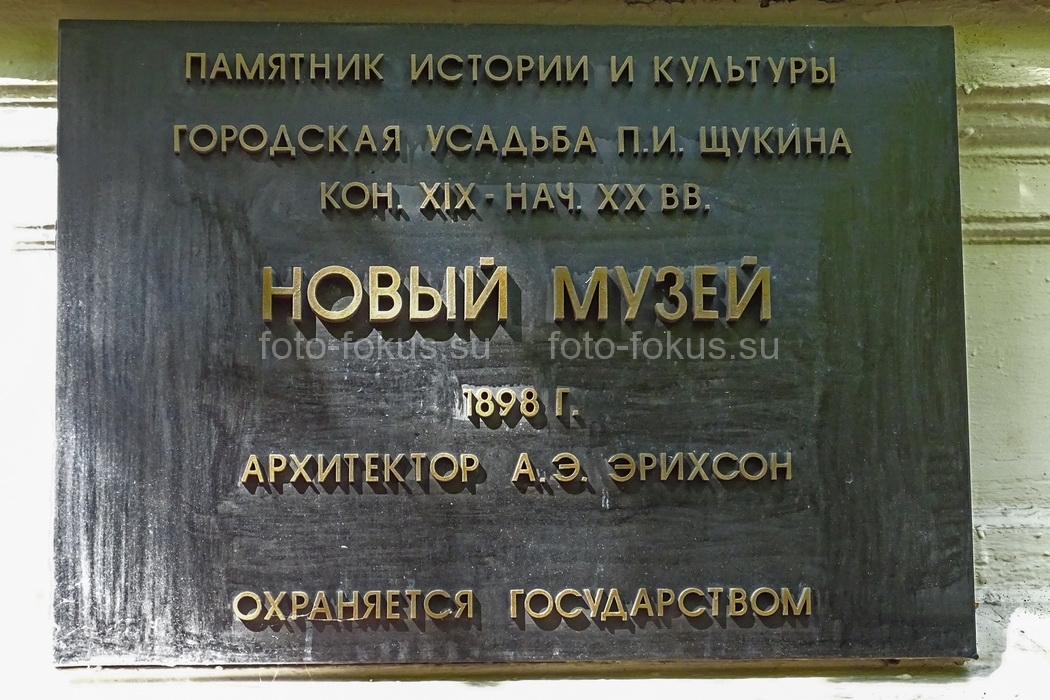 ПАМЯТНИК ИСТОРИИ И КУЛЬТУРЫ
ГОРОДСКАЯ УСАДЬБА П.И. ЩУКИНА
КОН. XIX - НАЧ. XX ВВ.
НОВЫЙ МУЗЕЙ
foto-fokus.su foto-fokus.su
1898 Г.
АРХИТЕКТОР А.Э. ЭРИХСОН
ОХРАНЯЕТСЯ ГОСУДАРСТВОМ